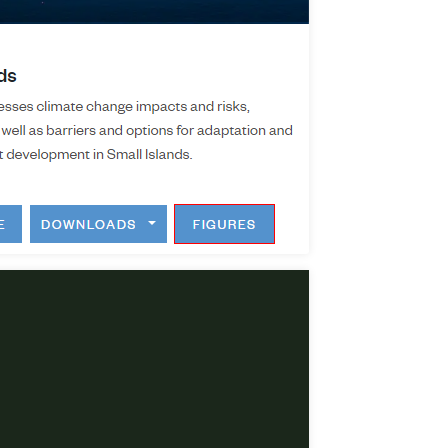 ds
esses climate change impacts and risks,
well as barriers and options for adaptation and
t development in Small Islands.
E
DOWNLOADS
FIGURES